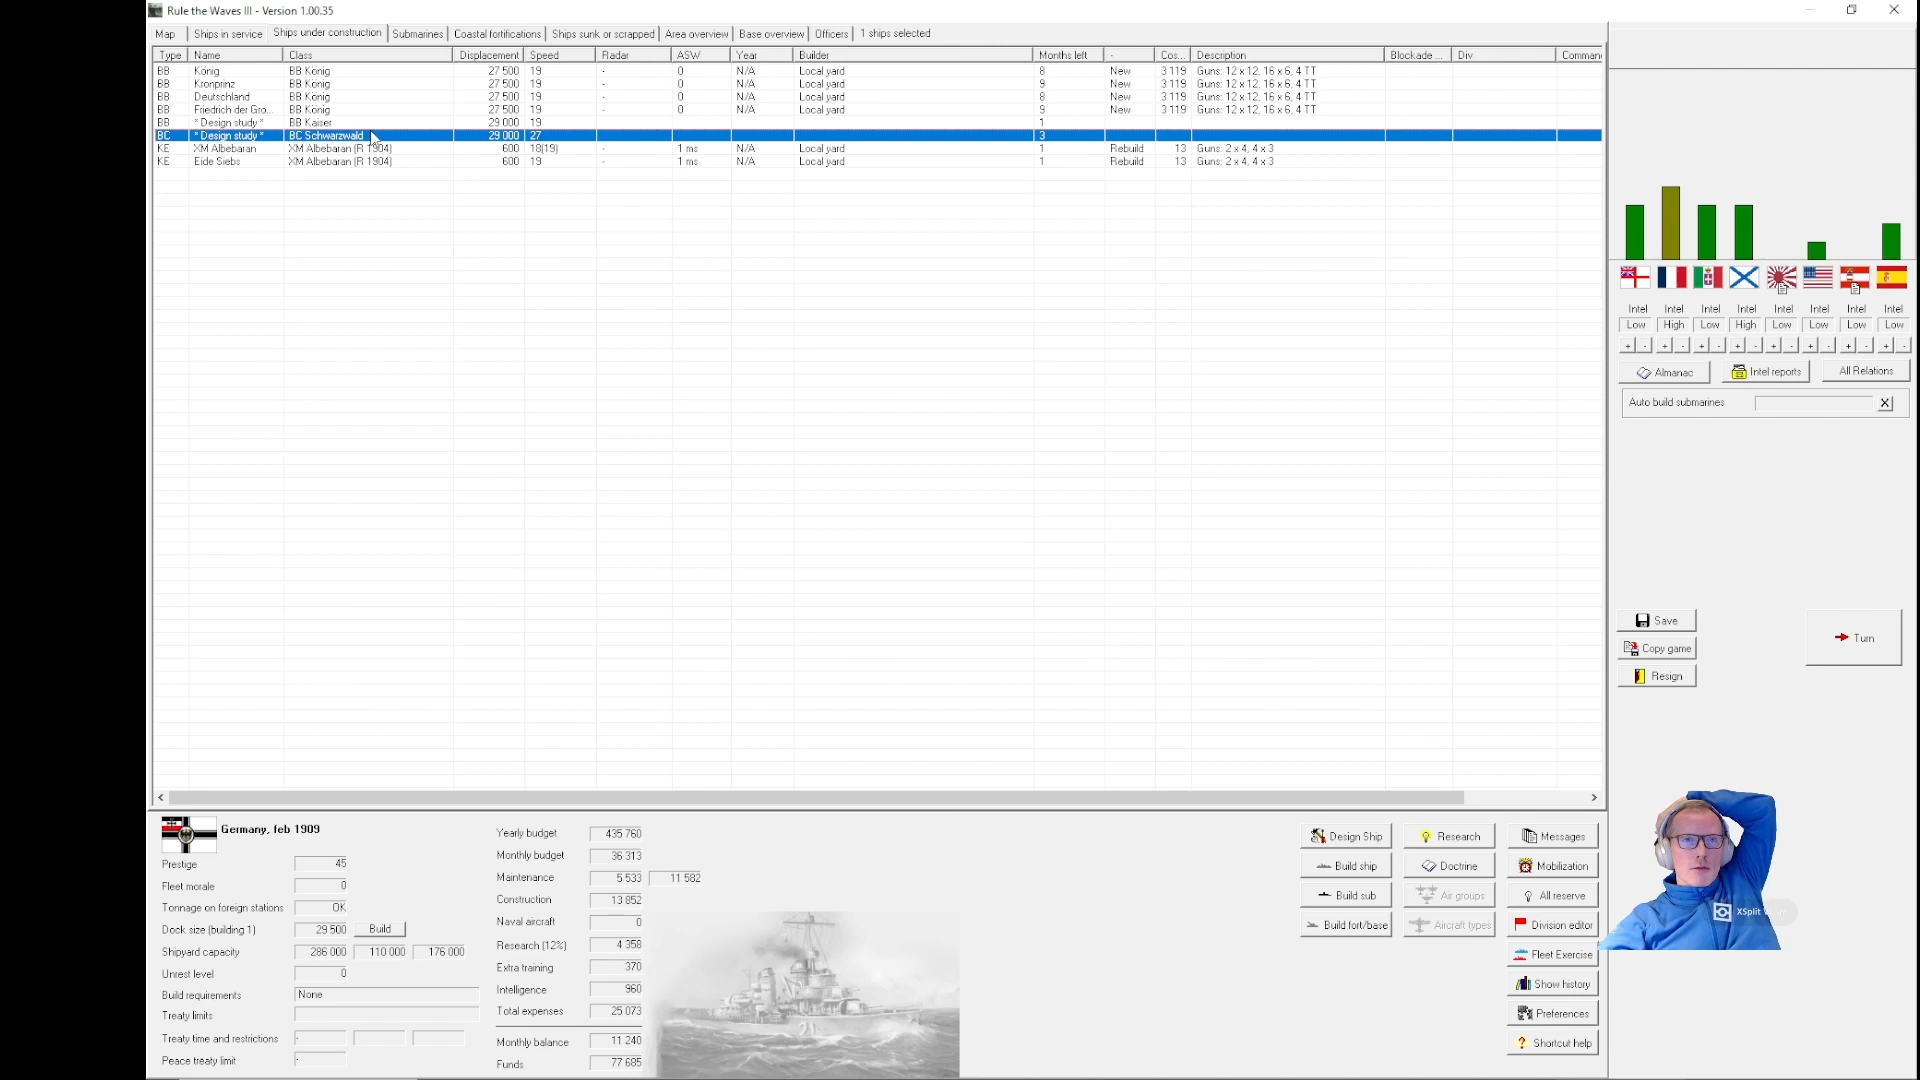 Rule the Waves III - Version 1.00.35
Map Ships in service Ships under construction Submarines Coastal fortifications Ships sunk or scrapped Area overview Base overview Officers 1 ships selected
Type Name Class Displacement Speed Radar ASW Year Builder Months left - Cos... Description Blockade ... Div Comman
BB König BB König 27 500 19 - 0 N/A Local yard 8 New 3 119 Guns: 12 x 12, 16 x 6, 4 TT
BB Kronprinz BB König 27 500 19 - 0 N/A Local yard 9 New 3 119 Guns: 12 x 12, 16 x 6, 4 TT
BB Deutschland BB König 27 500 19 - 0 N/A Local yard 8 New 3 119 Guns: 12 x 12, 16 x 6, 4 TT
BB Friedrich der Gro... BB König 27 500 19 - 0 N/A Local yard 9 New 3 119 Guns: 12 x 12, 16 x 6, 4 TT
BB * Design study * BB Kaiser 29 000 19 1
BC * Design study * BC Schwarzwald 29 000 27 3
KE XM Albebaran XM Albebaran (R 1904) 600 18(19) - 1 ms N/A Local yard 1 Rebuild 13 Guns: 2 x 4, 4 x 3
KE Eide Siebs XM Albebaran (R 1904) 600 19 - 1 ms N/A Local yard 1 Rebuild 13 Guns: 2 x 4, 4 x 3
Intel Intel Intel Intel Intel Intel Intel Intel
Low High Low High Low Low Low Low
+ - + - + - + - + - + - + - + -
Almanac Intel reports All Relations
Auto build submarines X
Save
Turn
Copy game
Resign
Germany, feb 1909
Prestige 45
Fleet morale 0
Tonnage on foreign stations OK
Dock size (building 1) 29 500 Build
Shipyard capacity 286 000 110 000 176 000
Unrest level 0
Build requirements None
Treaty limits
Treaty time and restrictions -
Peace treaty limit -
Yearly budget 435 760
Monthly budget 36 313
Maintenance 5 533 11 582
Construction 13 852
Naval aircraft 0
Research (12%) 4 358
Extra training 370
Intelligence 960
Total expenses 25 073
Monthly balance 11 240
Funds 77 685
Design Ship Research Messages
Build ship Doctrine Mobilization
Build sub Air groups All reserve
Build fort/base Aircraft types Division editor
Fleet Exercise
Show history
Preferences
Shortcut help
XSplit